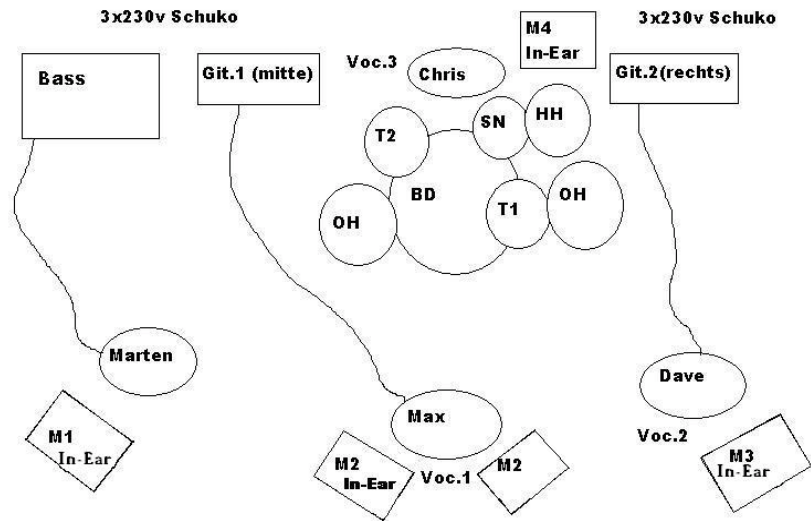 3x230v Schuko
3x230v Schuko
Bass
Git.1 (mitte)
Voc.3
Chris
M4
In-Ear
Git.2(rechts)
T2
SN
HH
BD
OH
T1
OH
Marten
Max
Dave
M1
In-Ear
M2
In-Ear
Voc.1
M2
Voc.2
M3
In-Ear